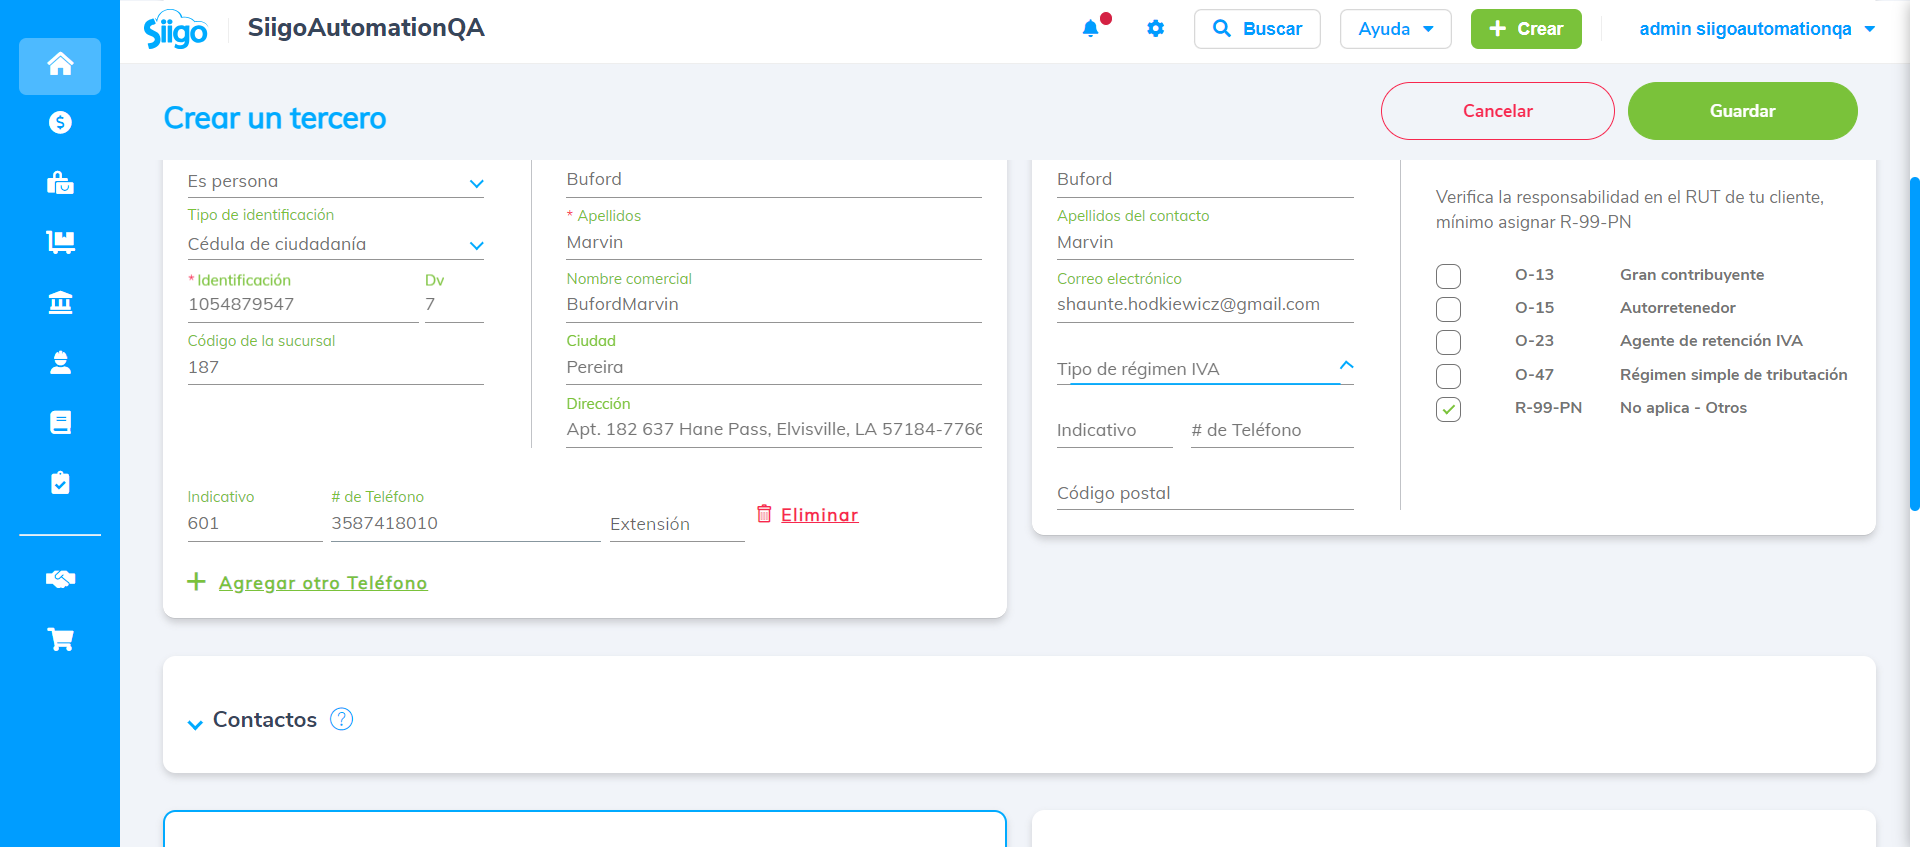 Siigo
SiigoAutomationQA
Buscar
Ayuda
Crear
admin siigoautomationqa
Crear un tercero
Cancelar
Guardar
Es persona
Tipo de identificación
Cédula de ciudadanía
* Identificación
Dv
1054879547
7
Código de la sucursal
187
Buford
* Apellidos
Marvin
Nombre comercial
BufordMarvin
Ciudad
Pereira
Dirección
Apt. 182 637 Hane Pass, Elvisville, LA 57184-7766
Indicativo
# de Teléfono
601
3587418010
Extensión
Eliminar
Agregar otro Teléfono
Buford
Apellidos del contacto
Marvin
Correo electrónico
shaunte.hodkiewicz@gmail.com
Tipo de régimen IVA
Indicativo
# de Teléfono
Código postal
Verifica la responsabilidad en el RUT de tu cliente,
mínimo asignar R-99-PN
O-13 Gran contribuyente
O-15 Autorretenedor
O-23 Agente de retención IVA
O-47 Régimen simple de tributación
R-99-PN No aplica - Otros
Contactos ?